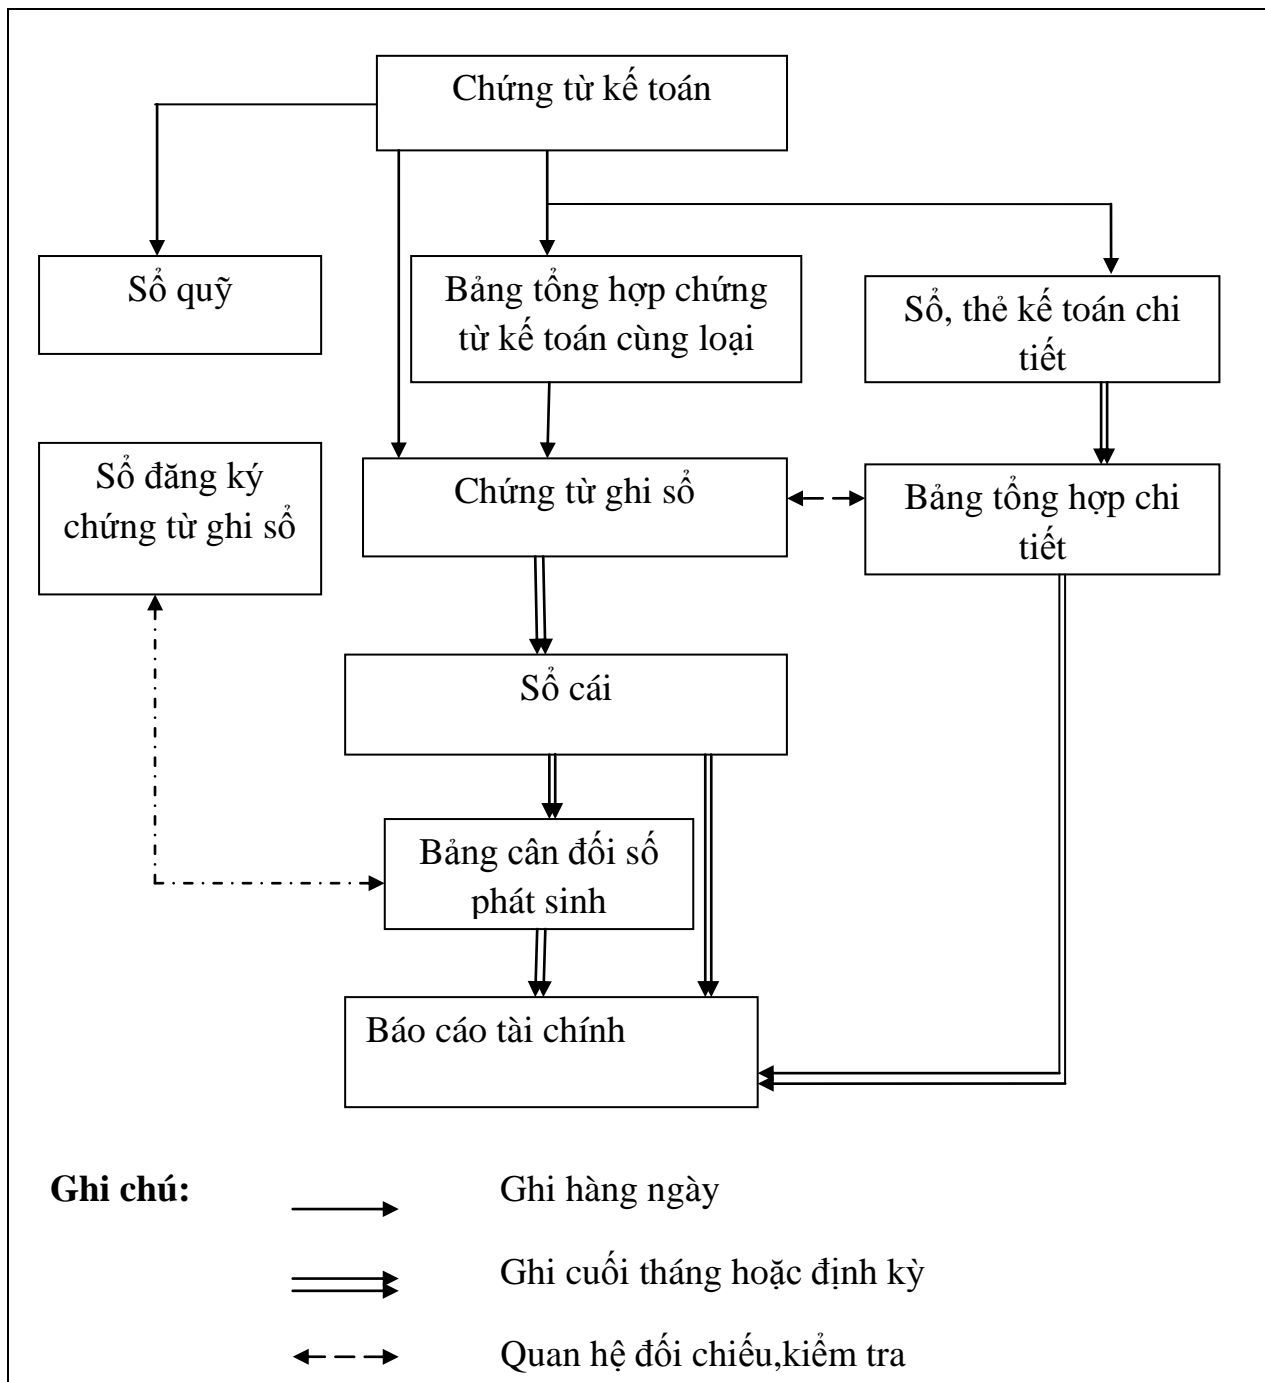 Chứng từ kế toán
Sổ quỹ
Bảng tổng hợp chứng
từ kế toán cùng loại
Sổ, thẻ kế toán chi
tiết
Sổ đăng ký
chứng từ ghi sổ
Chứng từ ghi sổ
Bảng tổng hợp chi
tiết
Sổ cái
Bảng cân đối số
phát sinh
Báo cáo tài chính
Ghi chú:
Ghi hàng ngày
Ghi cuối tháng hoặc định kỳ
Quan hệ đối chiếu,kiểm tra